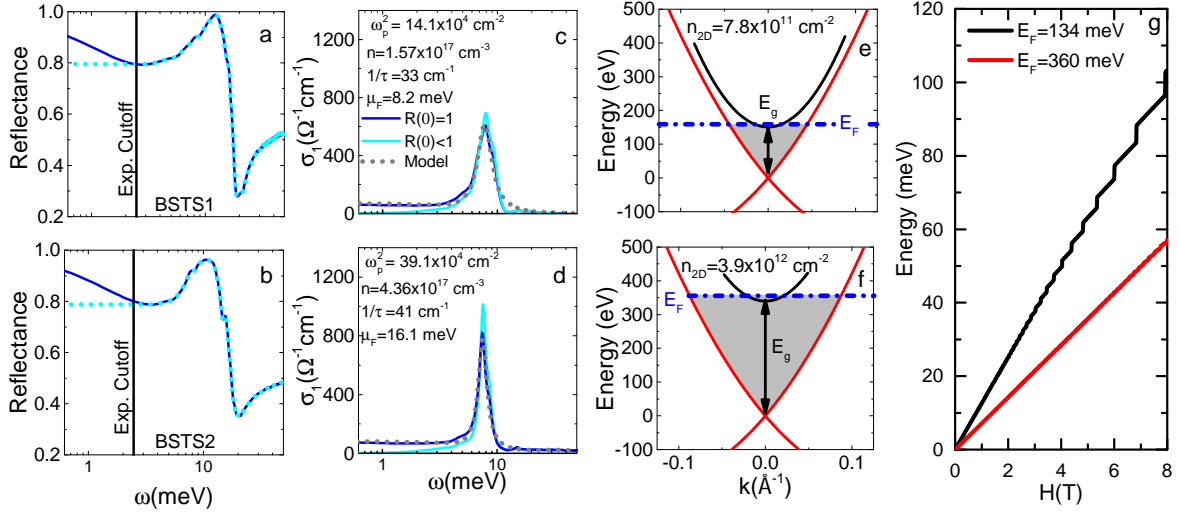 a
1.0
0.8
0.6
0.4
0.2
Reflectance
Exp. Cutoff
BSTS1
b
1.0
0.8
0.6
0.4
0.2
Reflectance
Exp. Cutoff
BSTS2
1
10
ω(meV)
c
ωp² = 14.1x10⁴ cm⁻²
n=1.57x10¹⁷ cm⁻³
1/τ=33 cm⁻¹
μF=8.2 meV
R(0)=1
R(0)<1
Model
1200
900
600
300
0
σ₁(Ω⁻¹cm⁻¹)
d
ωp² = 39.1x10⁴ cm⁻²
n=4.36x10¹⁷ cm⁻³
1/τ=41 cm⁻¹
μF=16.1 meV
1200
900
600
300
0
σ₁(Ω⁻¹cm⁻¹)
1
10
ω(meV)
n2D=7.8x10¹¹ cm⁻²
e
500
400
300
200
100
0
-100
Energy (eV)
Eg
EF
n2D=3.9x10¹² cm⁻²
f
500
400
300
200
100
0
-100
Energy (eV)
EF
Eg
-0.1
0.0
0.1
k(Å⁻¹)
g
EF=134 meV
EF=360 meV
120
100
80
60
40
20
0
Energy (meV)
0
2
4
6
8
H(T)